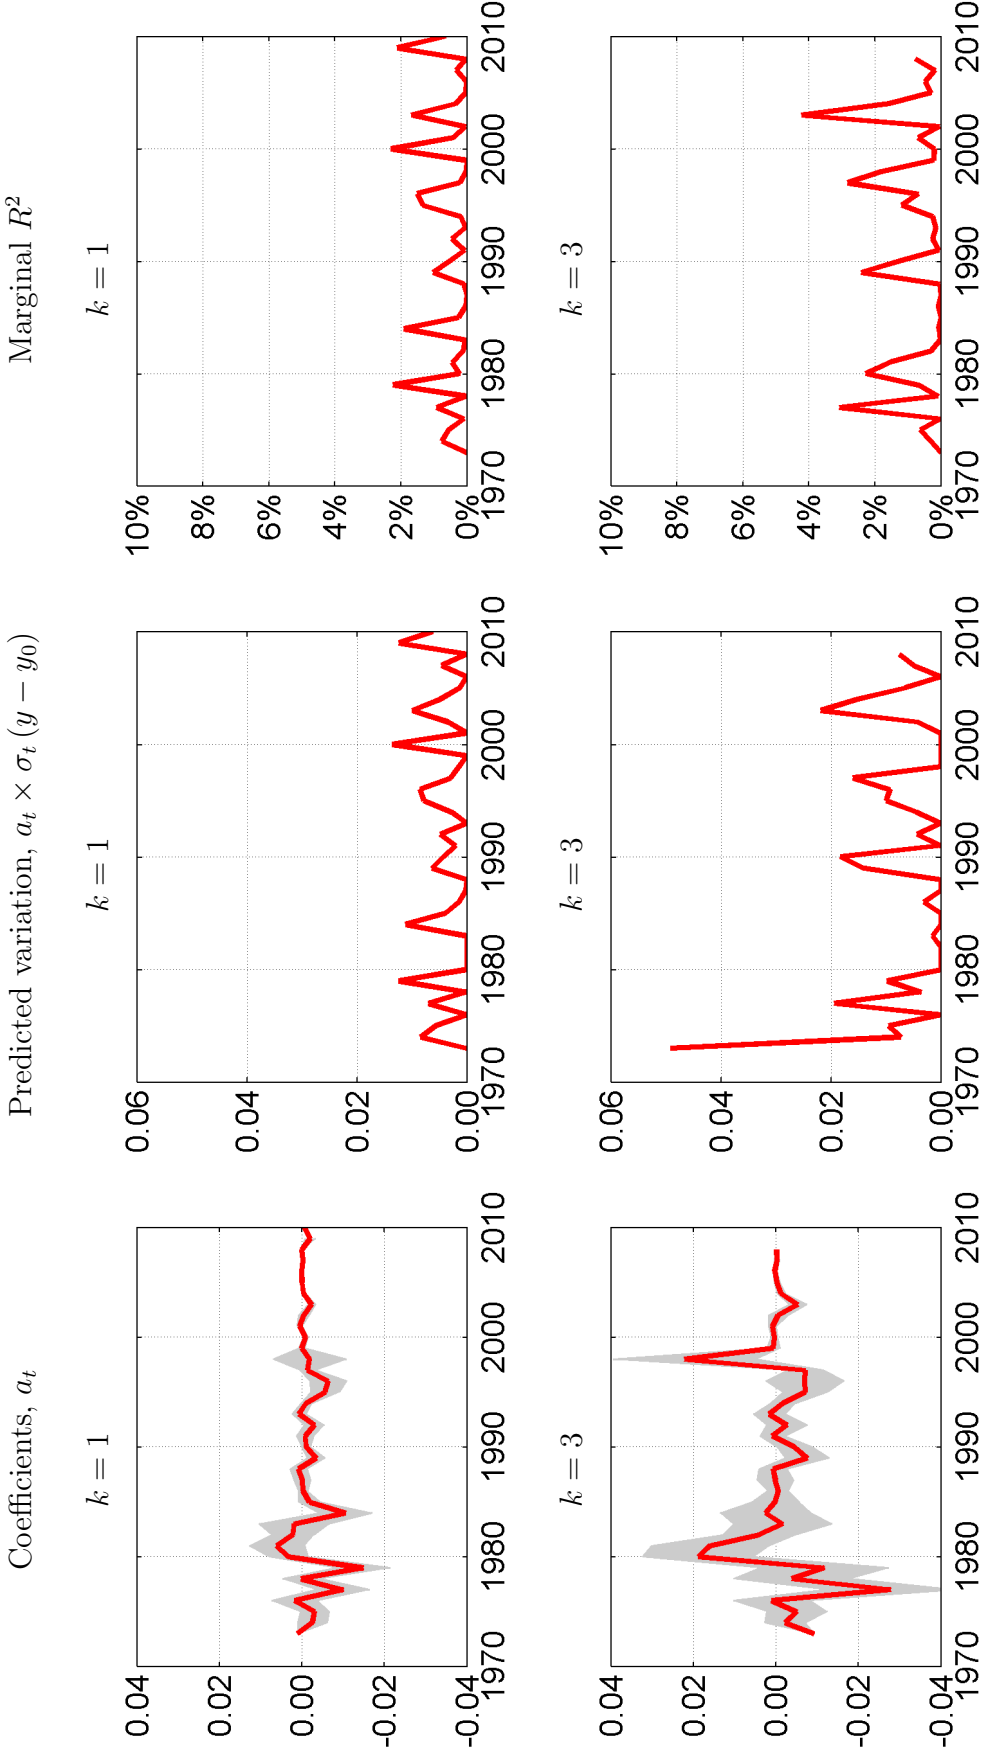 Coefficients, $a_t$
Predicted variation, $a_t \times \sigma_t(y - y_0)$
Marginal $R^2$
$k = 1$
0.04
0.02
0.00
-0.02
-0.04
1970 1980 1990 2000 2010
$k = 1$
0.06
0.04
0.02
0.00
1970 1980 1990 2000 2010
$k = 1$
10%
8%
6%
4%
2%
0%
1970 1980 1990 2000 2010
$k = 3$
0.04
0.02
0.00
-0.02
-0.04
1970 1980 1990 2000 2010
$k = 3$
0.06
0.04
0.02
0.00
1970 1980 1990 2000 2010
$k = 3$
10%
8%
6%
4%
2%
0%
1970 1980 1990 2000 2010